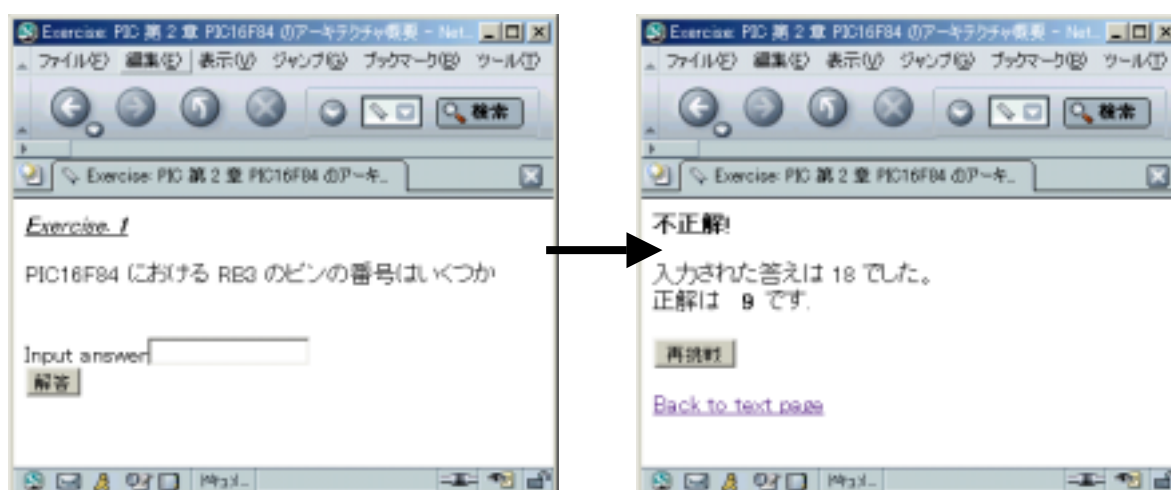 Exercise: PIC 第 2 章 PIC16F84 のアーキテクチャ概要 - Net...
ファイル(F) 編集(E) 表示(V) ジャンプ(G) ブックマーク(B) ツール(T)
検索
Exercise: PIC 第 2 章 PIC16F84 のアーキ...
Exercise. 1
PIC16F84 における RB3 のピンの番号はいくつか
Input answer
解答
Exercise: PIC 第 2 章 PIC16F84 のアーキテクチャ概要 - Net...
ファイル(F) 編集(E) 表示(V) ジャンプ(G) ブックマーク(B) ツール(T)
検索
Exercise: PIC 第 2 章 PIC16F84 のアーキ...
不正解!
入力された答えは 18 でした。
正解は 9 です.
再挑戦
Back to text page